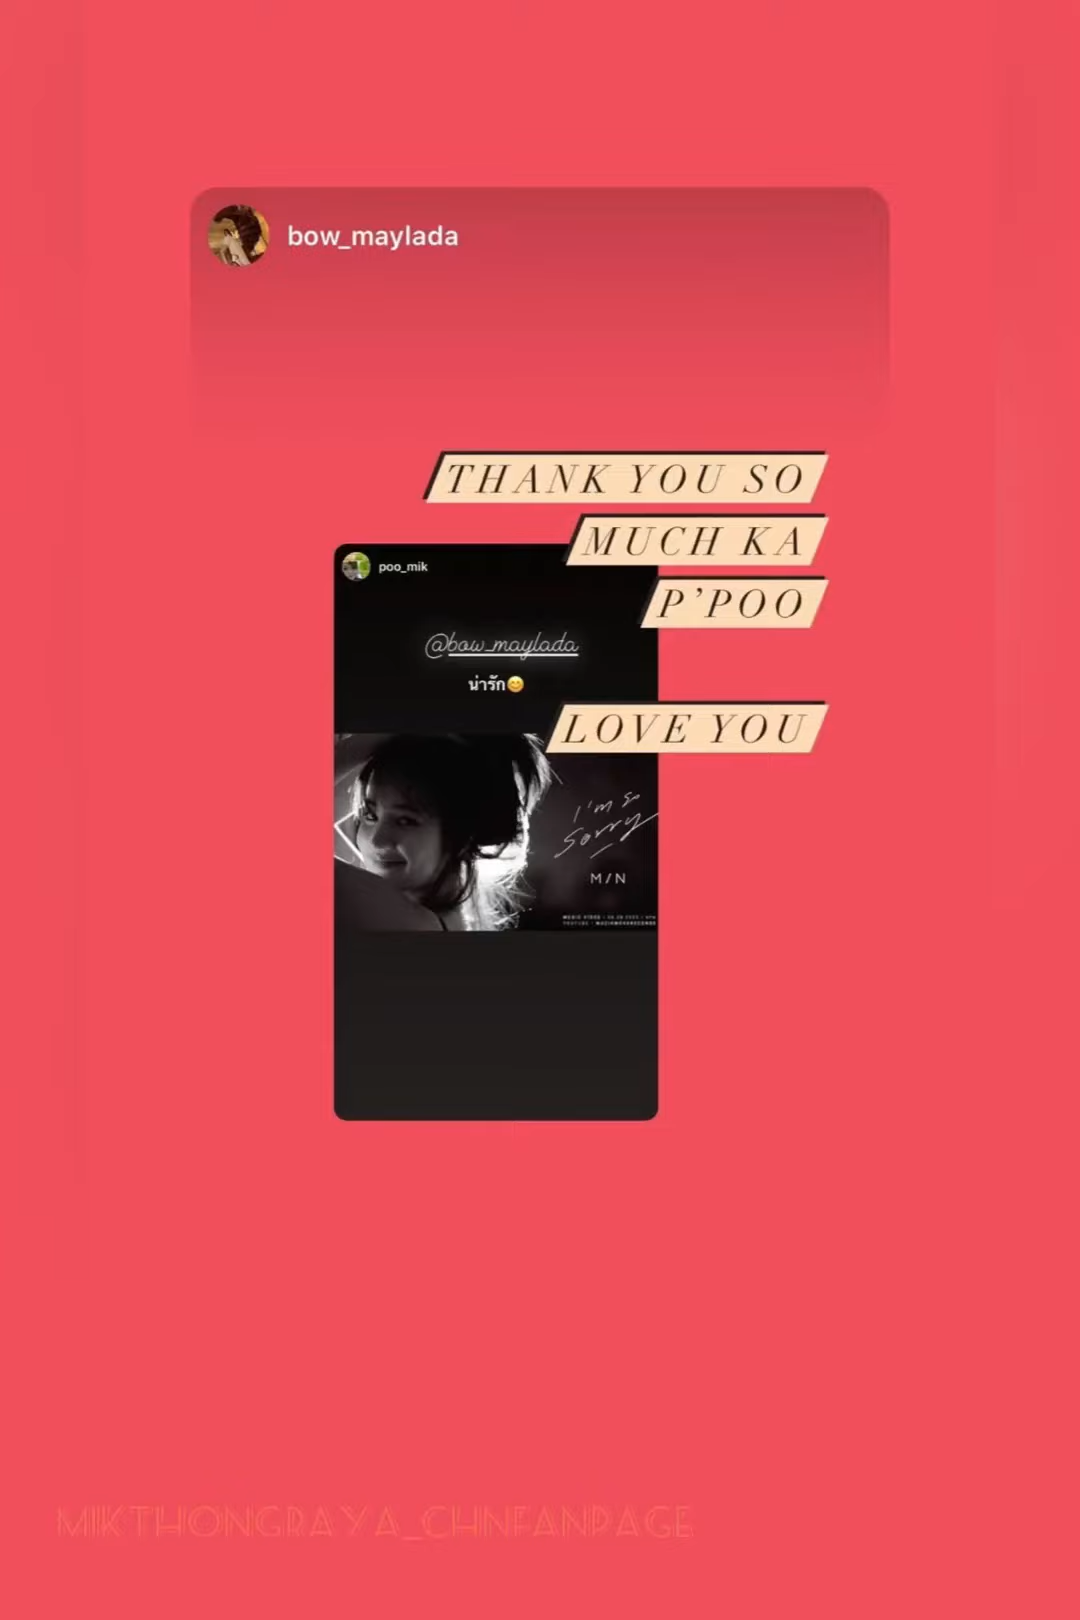 bow_maylada
THANK YOU SO
MUCH KA
P'POO
poo_mik
@bow_maylada
น่ารัก😊
LOVE YOU
I'm so
sorry
M/N
MIKTHONGRAYA_CHNFANPAGE